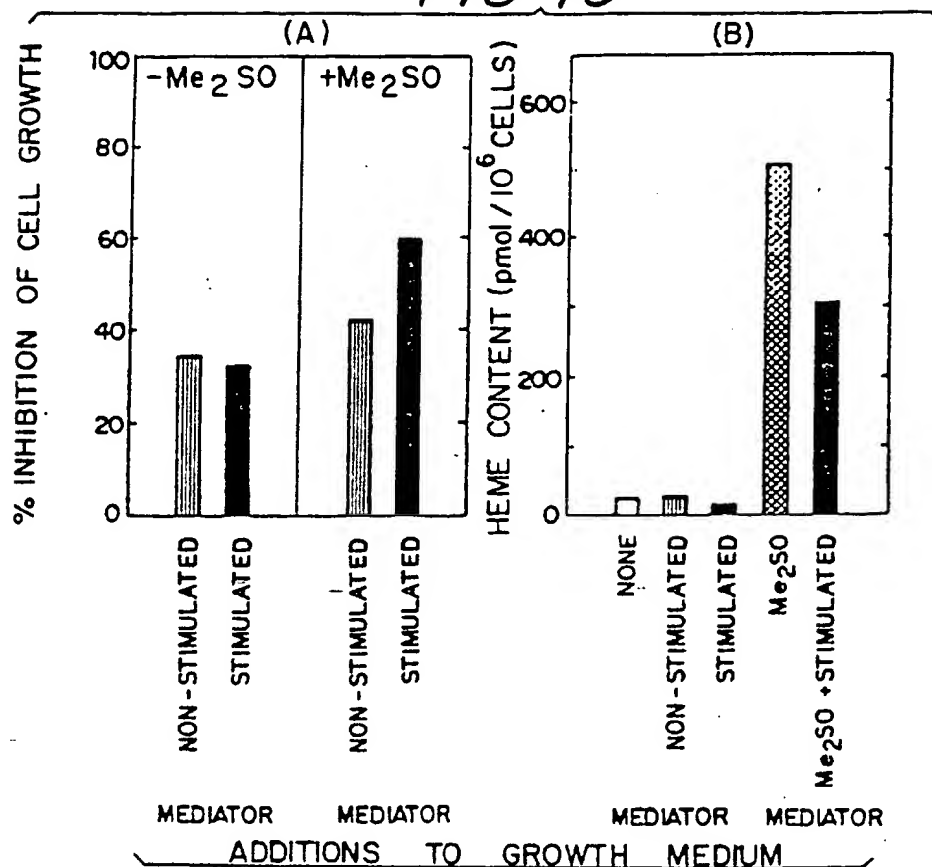 (A)
(B)
% INHIBITION OF CELL GROWTH
100
80
60
40
20
0
-Me2SO
+Me2SO
NON-STIMULATED
STIMULATED
NON-STIMULATED
STIMULATED
MEDIATOR
MEDIATOR
HEME CONTENT (pmol/10^6 CELLS)
600
400
200
0
NONE
NON-STIMULATED
STIMULATED
Me2SO
Me2SO + STIMULATED
MEDIATOR
MEDIATOR
ADDITIONS TO GROWTH MEDIUM